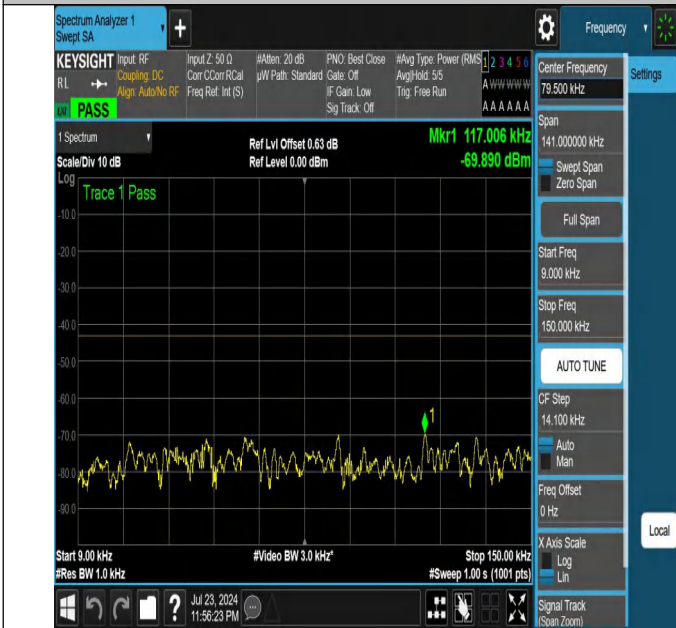 Spectrum Analyzer 1
Swept SA
+
Frequency
KEYSIGHT
Input: RF
Coupling: DC
Align: Auto/No RF
Input Z: 50 Ω
Corr CCorr RCal
Freq Ref: Int (S)
#Atten: 20 dB
µW Path: Standard
PNO: Best Close
Gate: Off
IF Gain: Low
Sig Track: Off
#Avg Type: Power (RMS
Avg|Hold: 5/5
Trig: Free Run
1 2 3 4 5 6
A W W W W W
A A A A A A
RL
PASS
1 Spectrum
Scale/Div 10 dB
Log
Ref Lvl Offset 0.63 dB
Ref Level 0.00 dBm
Mkr1 117.006 kHz
-69.890 dBm
Trace 1 Pass
-10.0
-20.0
-30.0
-40.0
-50.0
-60.0
-70.0
-80.0
-90.0
1
Start 9.00 kHz
#Res BW 1.0 kHz
#Video BW 3.0 kHz*
Stop 150.00 kHz
#Sweep 1.00 s (1001 pts)
Center Frequency
79.500 kHz
Settings
Span
141.000000 kHz
Swept Span
Zero Span
Full Span
Start Freq
9.000 kHz
Stop Freq
150.000 kHz
AUTO TUNE
CF Step
14.100 kHz
Auto
Man
Freq Offset
0 Hz
X Axis Scale
Log
Lin
Local
Signal Track
(Span Zoom)
?
Jul 23, 2024
11:56:23 PM